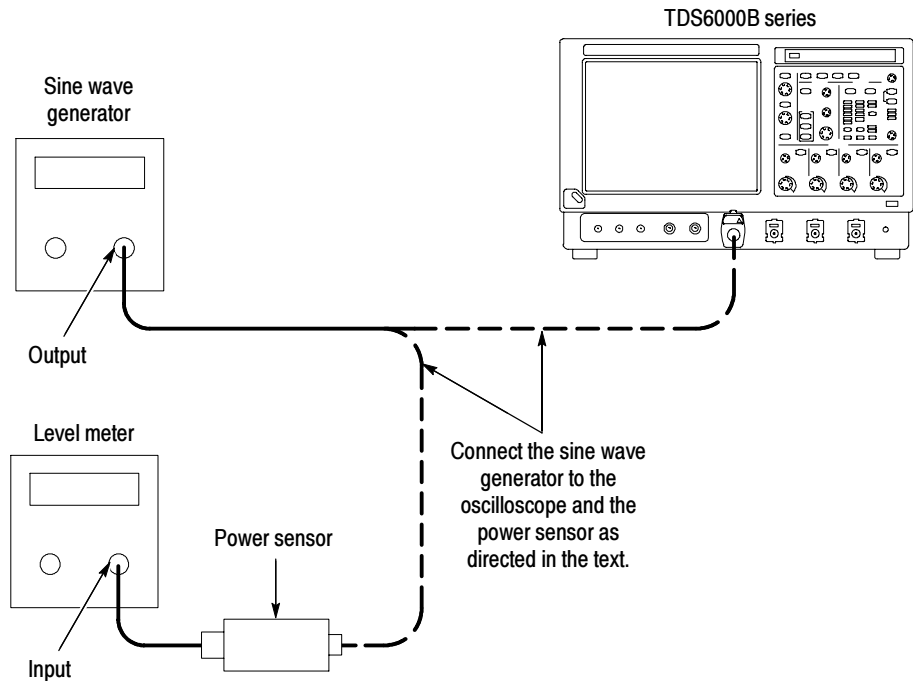 TDS6000B series
Sine wave
generator
Output
Level meter
Connect the sine wave
generator to the
oscilloscope and the
power sensor as
directed in the text.
Power sensor
Input